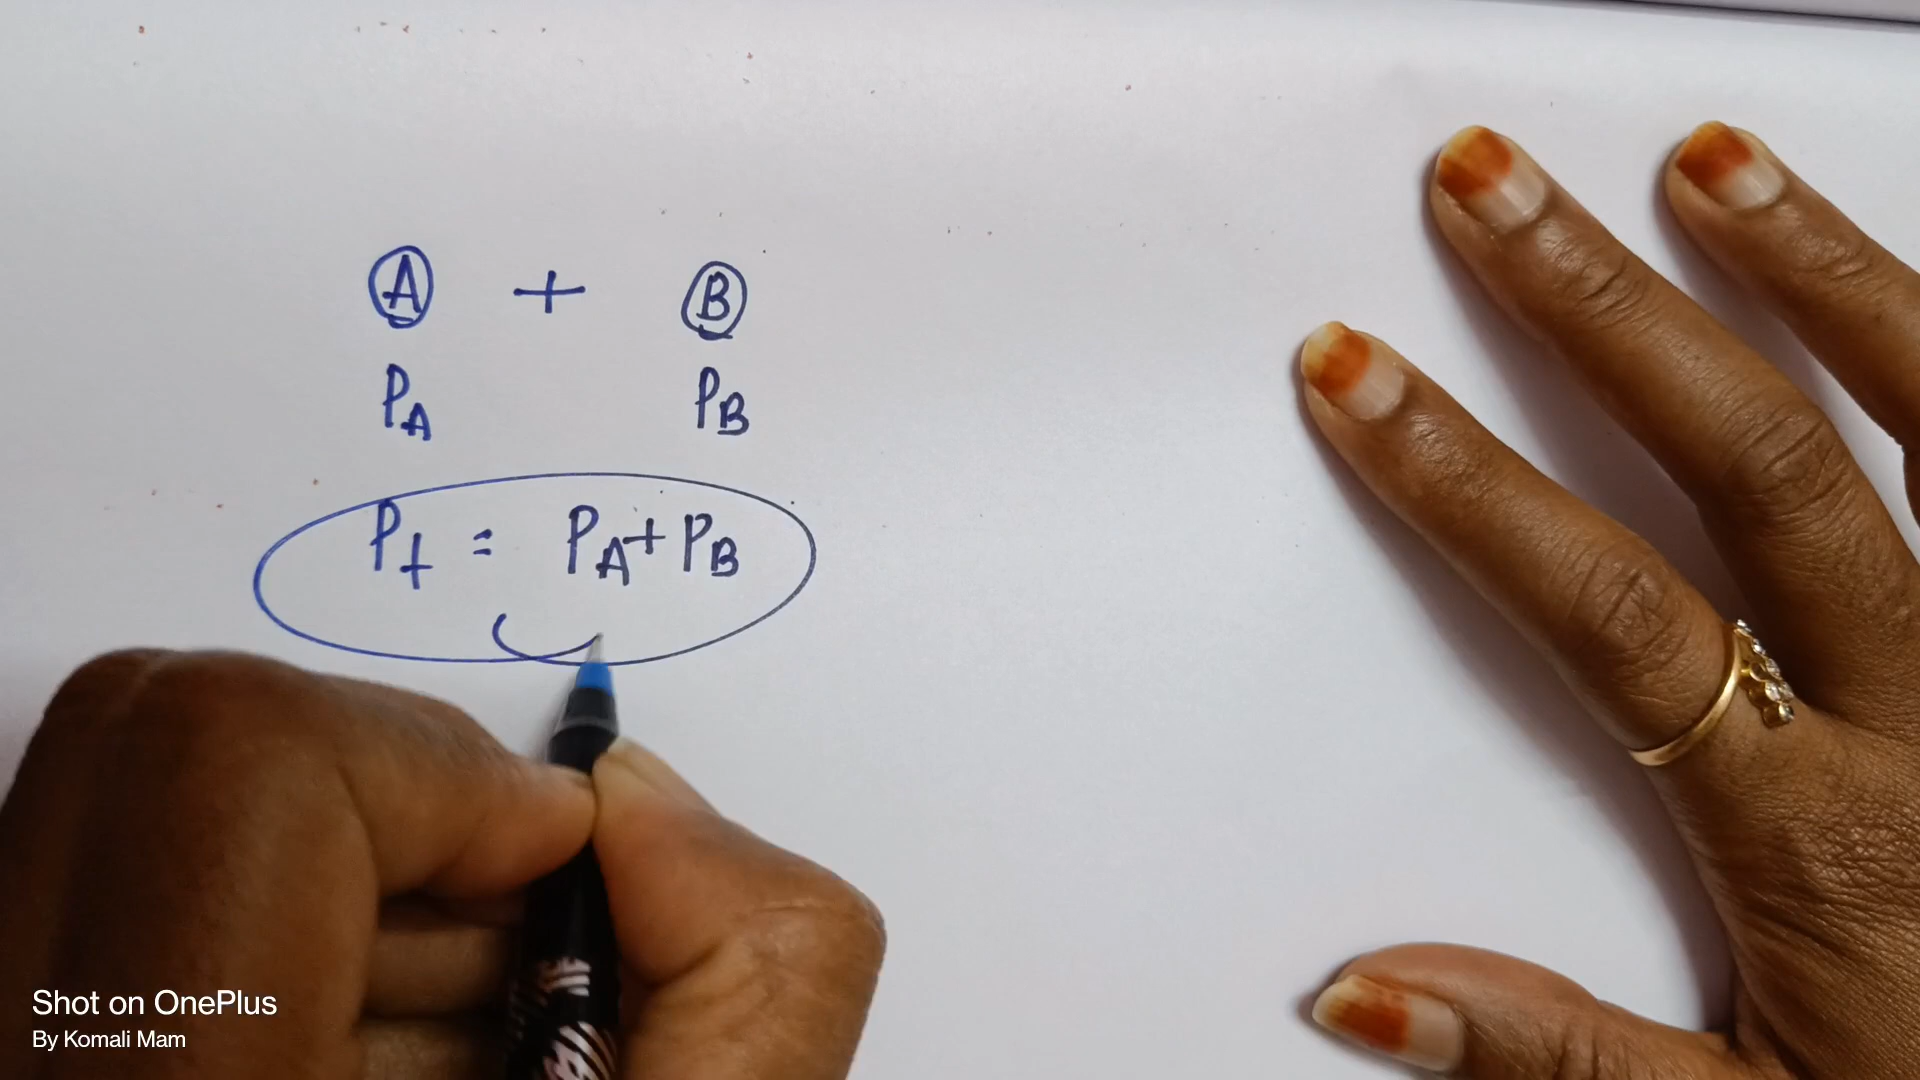 A + B
PA PB
Pt = PA + PB
Shot on OnePlus
By Komali Mam